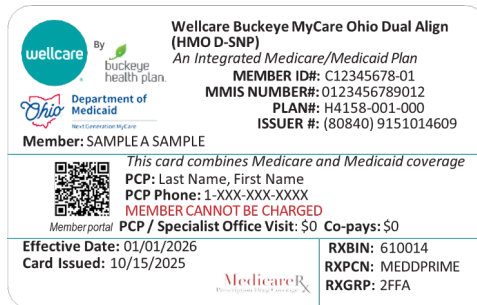 Wellcare Buckeye MyCare Ohio Dual Align
(HMO D-SNP)
wellcare
By
buckeye
health plan.
An Integrated Medicare/Medicaid Plan
MEMBER ID#: C12345678-01
MMIS NUMBER#: 0123456789012
PLAN#: H4158-001-000
ISSUER #: (80840) 9151014609
Ohio
Department of
Medicaid
Next Generation MyCare
Member: SAMPLE A SAMPLE
This card combines Medicare and Medicaid coverage
PCP: Last Name, First Name
PCP Phone: 1-XXX-XXX-XXXX
MEMBER CANNOT BE CHARGED
Member portal
PCP / Specialist Office Visit: $0 Co-pays: $0
Effective Date: 01/01/2026
Card Issued: 10/15/2025
MedicareRx
Prescription Drug Coverage
RXBIN: 610014
RXPCN: MEDDPRIME
RXGRP: 2FFA